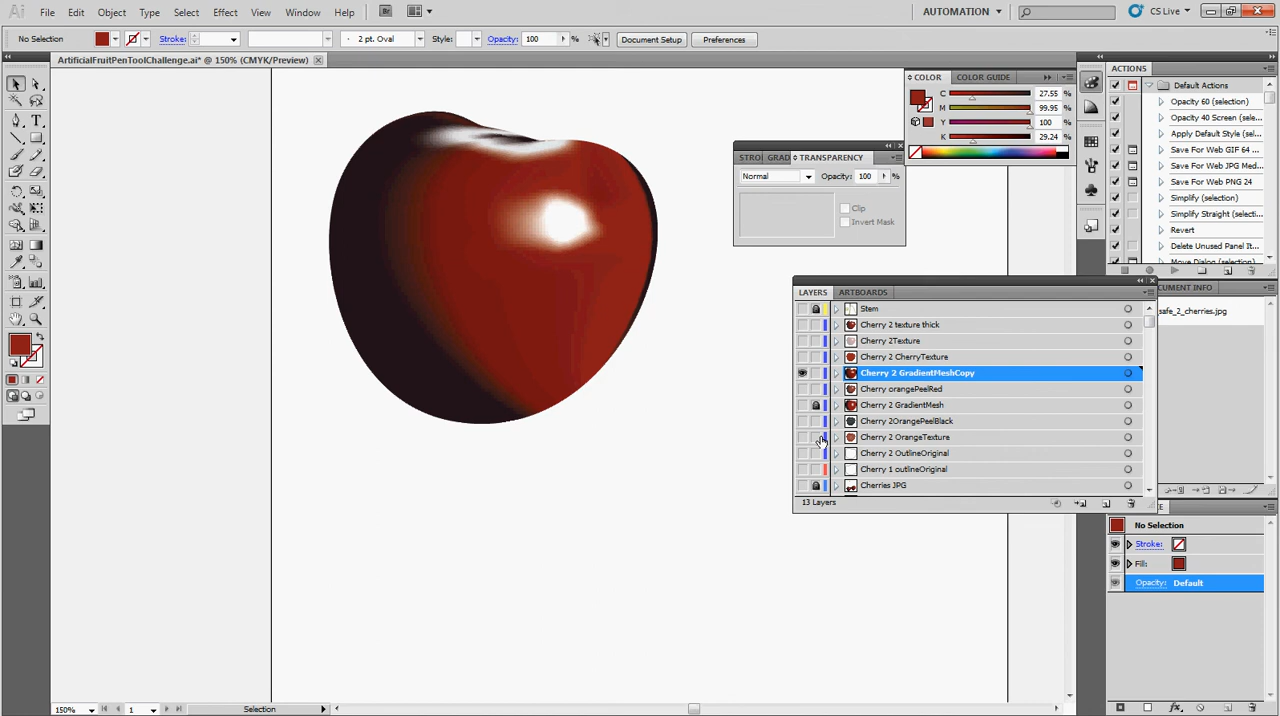 Ai File Edit Object Type Select Effect View Window Help Br AUTOMATION CS Live
No Selection Stroke: 2 pt. Oval Style: Opacity: 100 % Document Setup Preferences
ArtificialFruitPenToolChallenge.ai* @ 150% (CMYK/Preview)
COLOR COLOR GUIDE
C 27.55 %
M 99.95 %
Y 100 %
K 29.24 %
STRO GRAD TRANSPARENCY
Normal Opacity: 100 %
Clip
Invert Mask
ACTIONS
Default Actions
Opacity 60 (selection)
Opacity 40 Screen (sele...
Apply Default Style (sel...
Save For Web GIF 64 ...
Save For Web JPG Med...
Save For Web PNG 24
Simplify (selection)
Simplify Straight (selecti...
Revert
Delete Unused Panel It...
Move Dialog (selection)
LAYERS ARTBOARDS
Stem
Cherry 2 texture thick
Cherry 2Texture
Cherry 2 CherryTexture
Cherry 2 GradientMeshCopy
Cherry orangePeelRed
Cherry 2 GradientMesh
Cherry 2OrangePeelBlack
Cherry 2 OrangeTexture
Cherry 2 OutlineOriginal
Cherry 1 outlineOriginal
Cherries JPG
13 Layers
CUMENT INFO
safe_2_cherries.jpg
No Selection
Stroke:
Fill:
Opacity: Default
150% 1 Selection